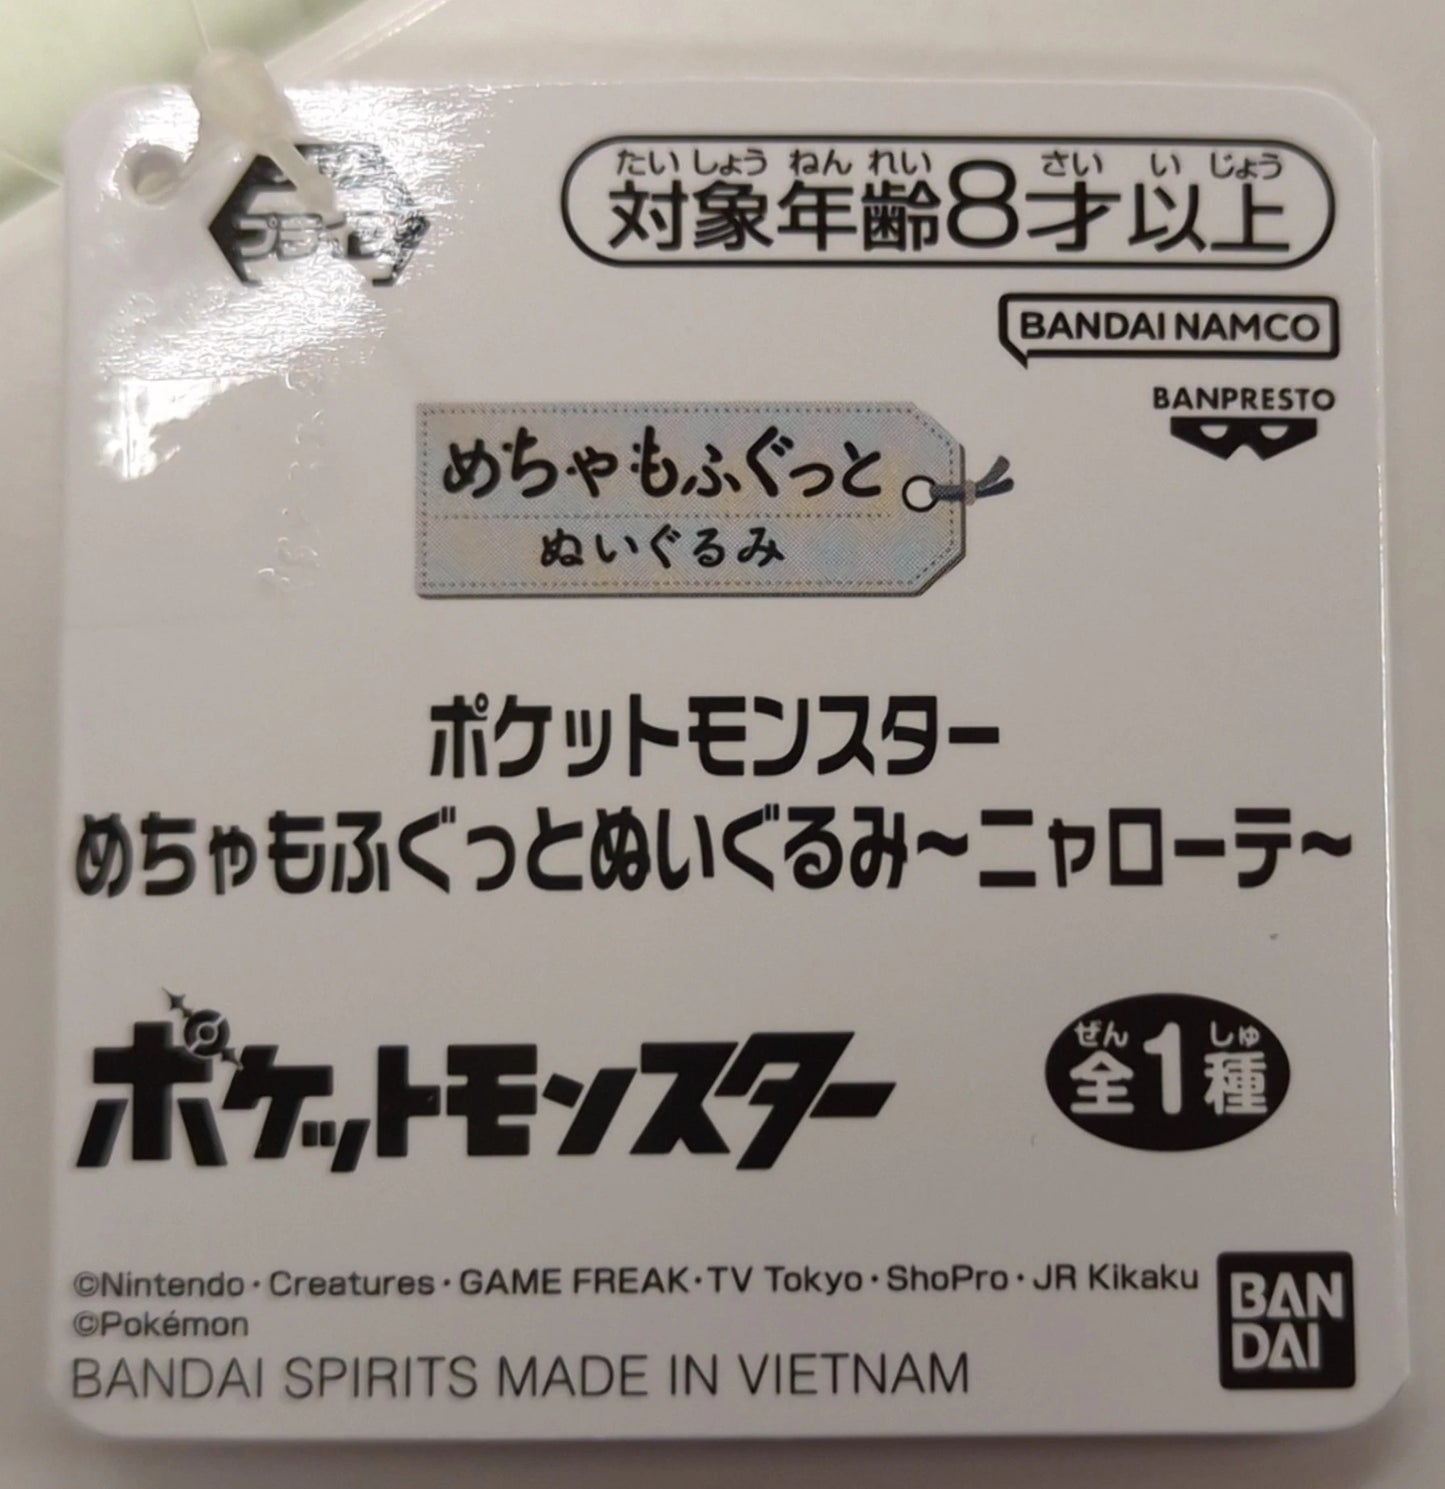 たいしょうねんれい さいいじょう
対象年齢8才以上
BANDAI NAMCO
BANPRESTO
めちゃもふぐっと
ぬいぐるみ
ポケットモンスター
めちゃもふぐっとぬいぐるみ～ニャローテ～
ポケットモンスター
ぜん しゅ
全1種
©Nintendo・Creatures・GAME FREAK・TV Tokyo・ShoPro・JR Kikaku
©Pokémon
BANDAI SPIRITS MADE IN VIETNAM
BAN
DAI